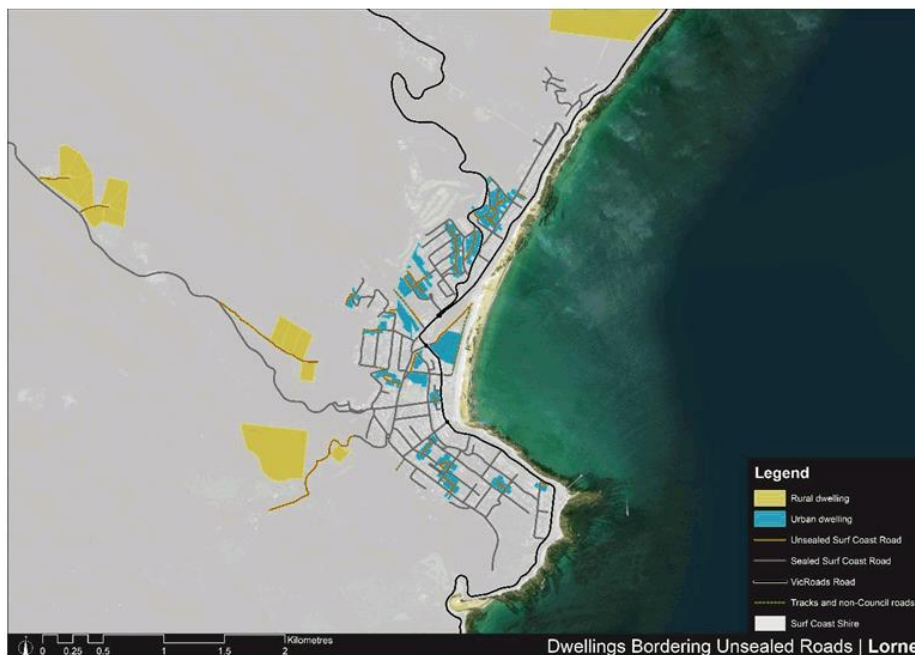 Legend
Rural dwelling
Urban dwelling
Unsealed Surf Coast Road
Sealed Surf Coast Road
VicRoads Road
Tracks and non-Council roads
Surf Coast Shire
Kilometres
0 0.25 0.5 1 1.5 2
Dwellings Bordering Unsealed Roads | Lorne